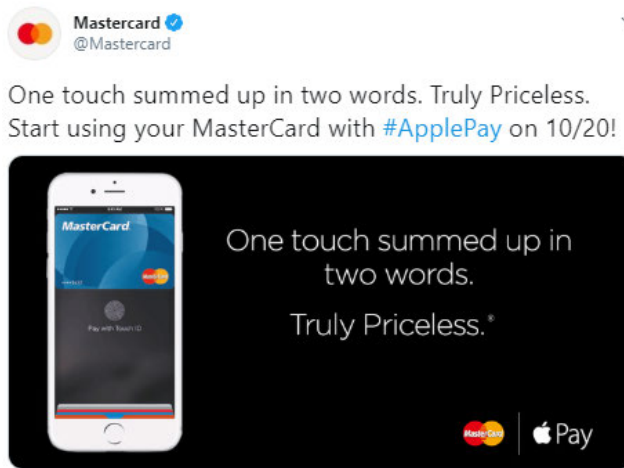 Mastercard
@Mastercard
One touch summed up in two words. Truly Priceless.
Start using your MasterCard with #ApplePay on 10/20!
MasterCard
MasterCard
Pay with Touch ID
One touch summed up in
two words.
Truly Priceless.®
MasterCard
Pay